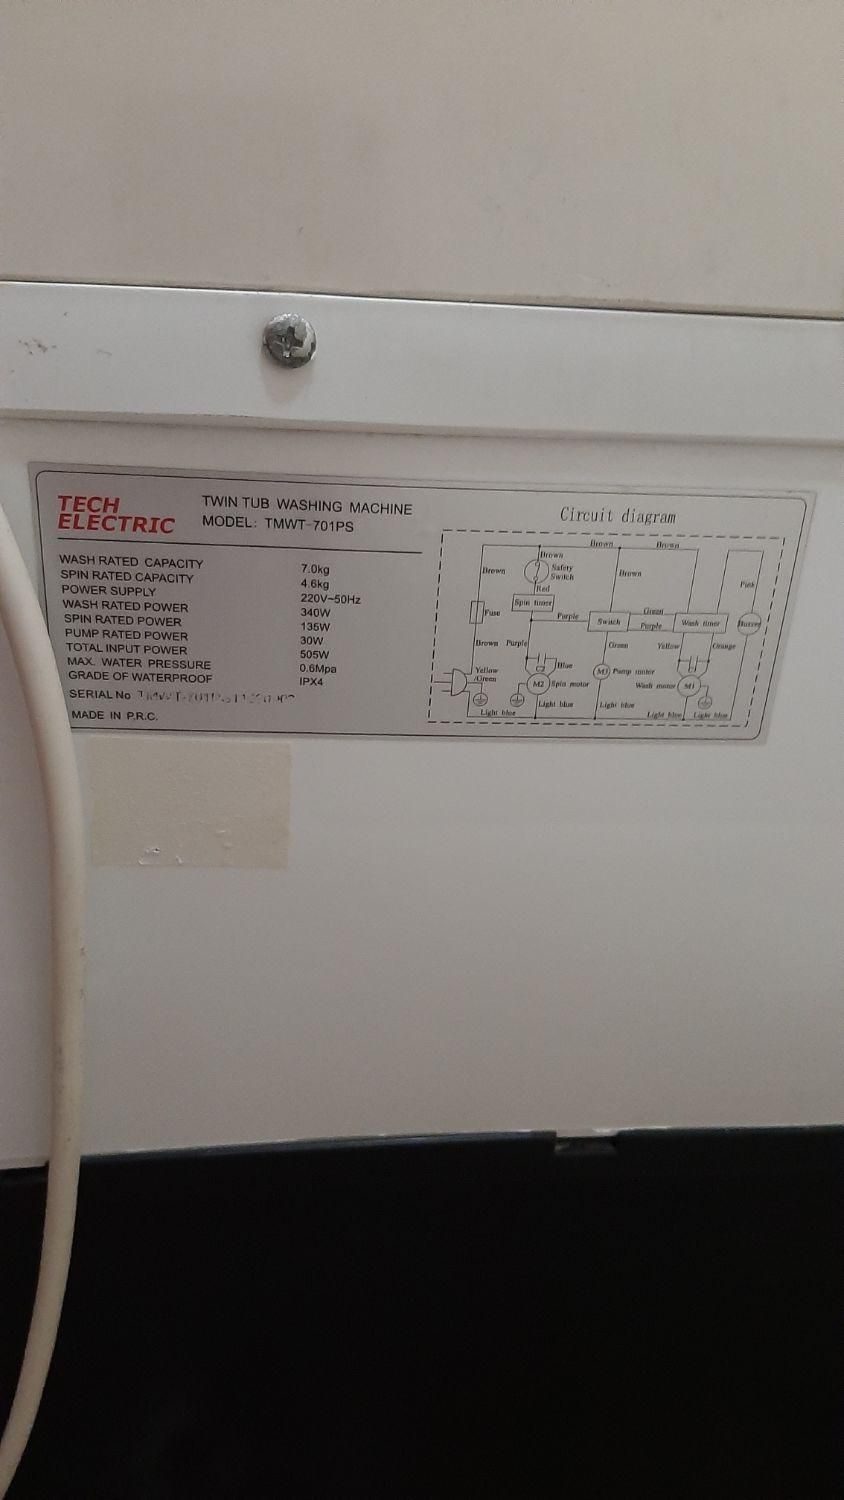 TECH
ELECTRIC
TWIN TUB WASHING MACHINE
MODEL: TMWT-701PS
WASH RATED CAPACITY 7.0kg
SPIN RATED CAPACITY 4.6kg
POWER SUPPLY 220V~50Hz
WASH RATED POWER 340W
SPIN RATED POWER 135W
PUMP RATED POWER 30W
TOTAL INPUT POWER 505W
MAX. WATER PRESSURE 0.6Mpa
GRADE OF WATERPROOF IPX4
SERIAL No
MADE IN P.R.C.
Circuit diagram
Brown Brown
Brown
Brown
Safety
Switch
Brown
Pink
Red
Spin timer
Fuse
Purple
Switch
Green
Purple
Wash timer
Buzzer
Brown
Purple
Green
Yellow
Orange
Blue
Yellow
/Green
M2
Spin motor
M3
Pump motor
Wash motor
M1
Light blue
Light blue
Light blue
Light blue
Light blue